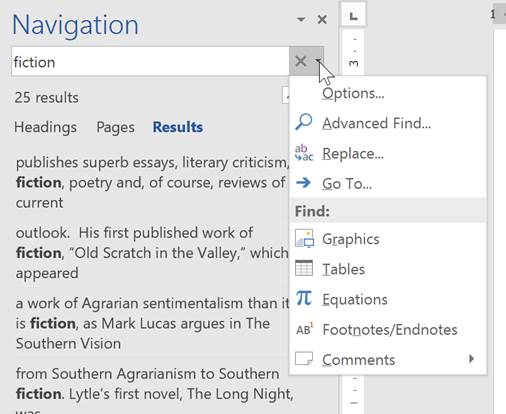 Navigation
fiction
25 results
Headings Pages Results
publishes superb essays, literary criticism,
fiction, poetry and, of course, reviews of
current
outlook. His first published work of
fiction, “Old Scratch in the Valley,” which
appeared
a work of Agrarian sentimentalism than it
is fiction, as Mark Lucas argues in The
Southern Vision
from Southern Agrarianism to Southern
fiction. Lytle’s first novel, The Long Night,
was
Options...
Advanced Find...
ab
ac
Replace...
Go To...
Find:
Graphics
Tables
π Equations
AB¹ Footnotes/Endnotes
Comments
L
3
1